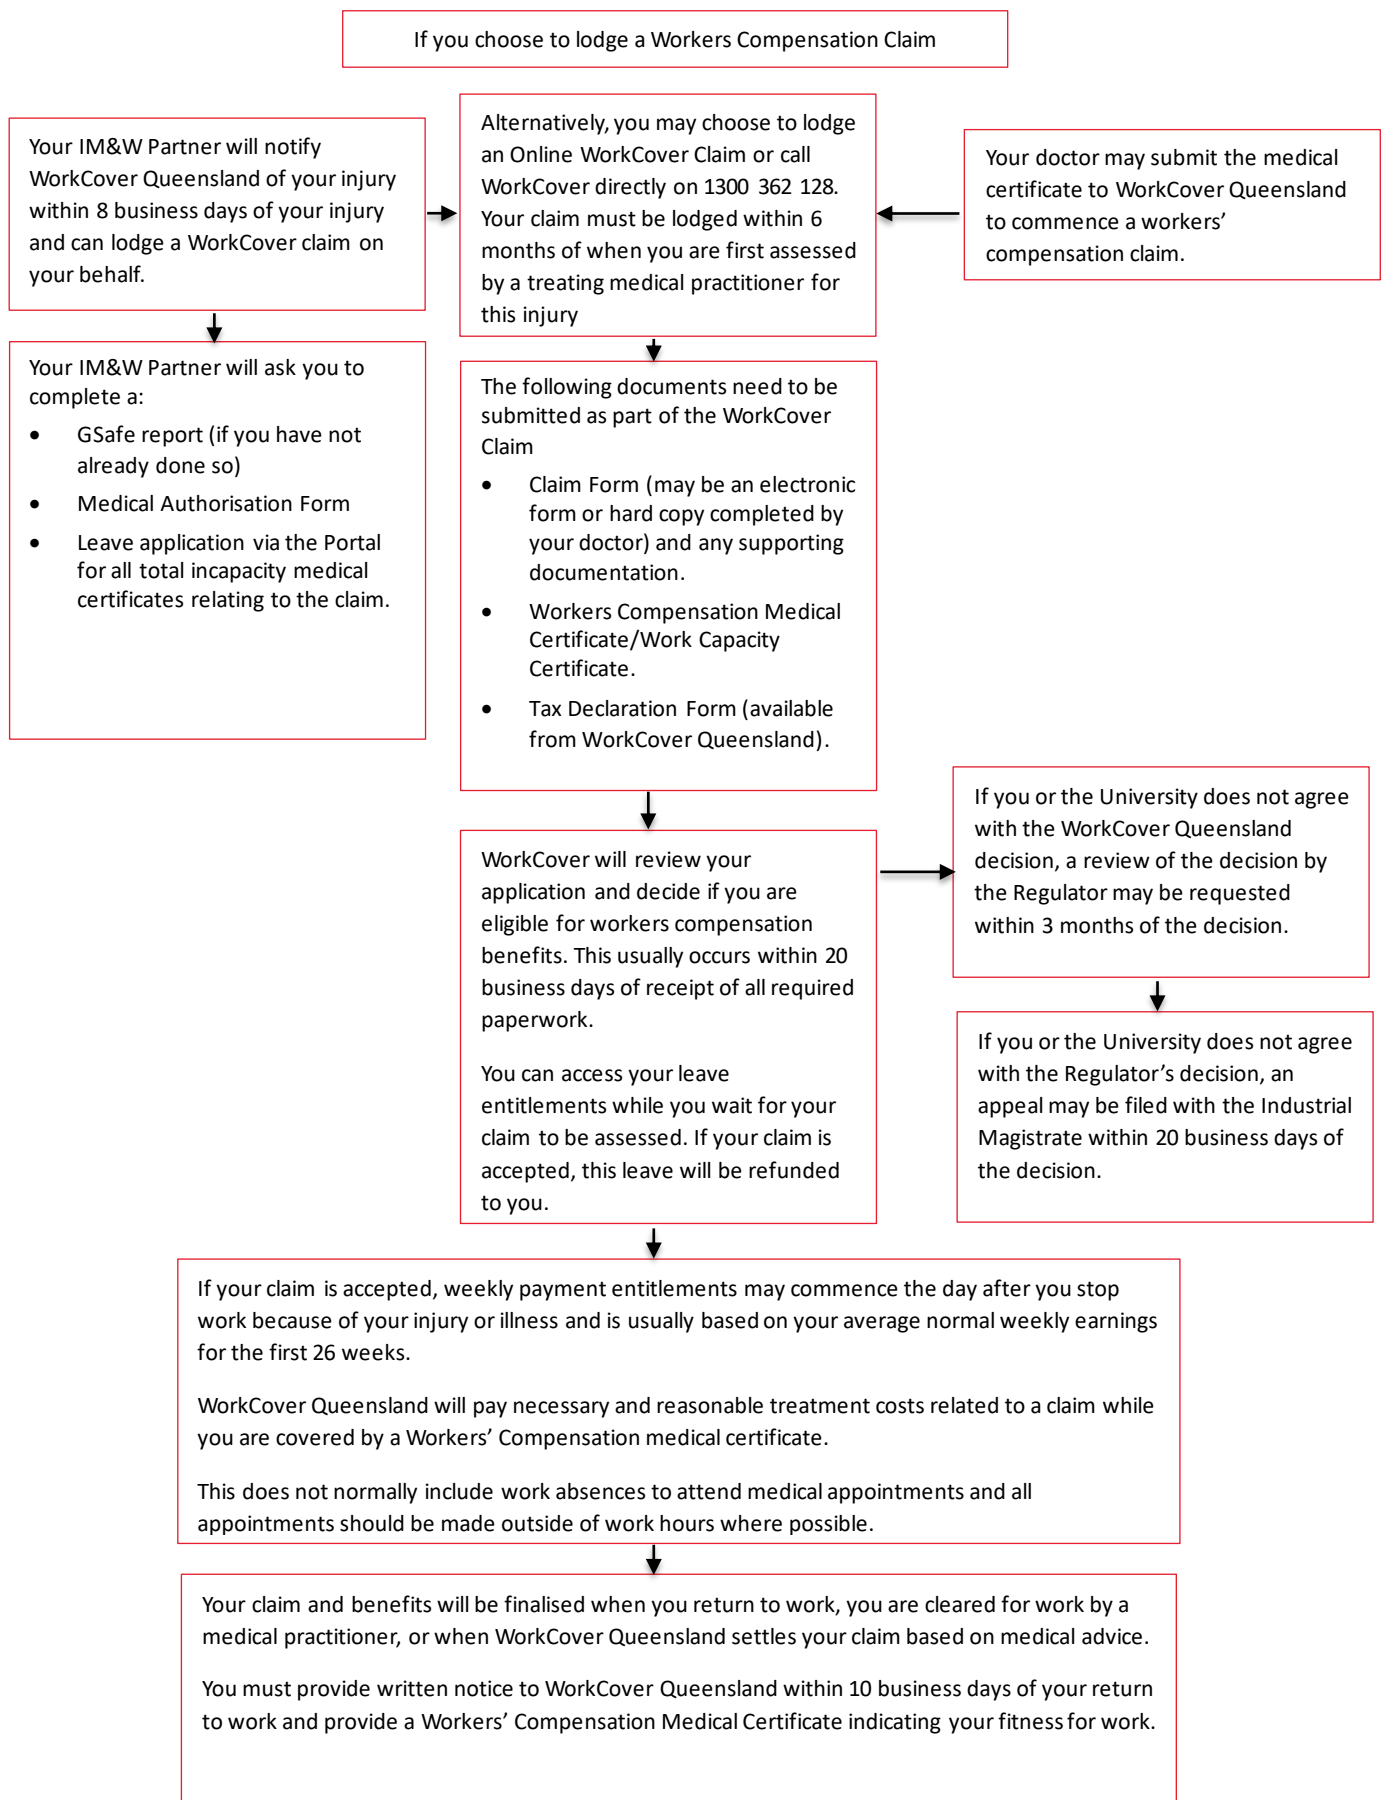 If you choose to lodge a Workers Compensation Claim
Your IM&W Partner will notify
WorkCover Queensland of your injury
within 8 business days of your injury
and can lodge a WorkCover claim on
your behalf.
Alternatively, you may choose to lodge
an Online WorkCover Claim or call
WorkCover directly on 1300 362 128.
Your claim must be lodged within 6
months of when you are first assessed
by a treating medical practitioner for
this injury
Your doctor may submit the medical
certificate to WorkCover Queensland
to commence a workers’
compensation claim.
Your IM&W Partner will ask you to
complete a:
• GSafe report (if you have not
already done so)
• Medical Authorisation Form
• Leave application via the Portal
for all total incapacity medical
certificates relating to the claim.
The following documents need to be
submitted as part of the WorkCover
Claim
• Claim Form (may be an electronic
form or hard copy completed by
your doctor) and any supporting
documentation.
• Workers Compensation Medical
Certificate/Work Capacity
Certificate.
• Tax Declaration Form (available
from WorkCover Queensland).
WorkCover will review your
application and decide if you are
eligible for workers compensation
benefits. This usually occurs within 20
business days of receipt of all required
paperwork.
You can access your leave
entitlements while you wait for your
claim to be assessed. If your claim is
accepted, this leave will be refunded
to you.
If you or the University does not agree
with the WorkCover Queensland
decision, a review of the decision by
the Regulator may be requested
within 3 months of the decision.
If you or the University does not agree
with the Regulator’s decision, an
appeal may be filed with the Industrial
Magistrate within 20 business days of
the decision.
If your claim is accepted, weekly payment entitlements may commence the day after you stop
work because of your injury or illness and is usually based on your average normal weekly earnings
for the first 26 weeks.
WorkCover Queensland will pay necessary and reasonable treatment costs related to a claim while
you are covered by a Workers’ Compensation medical certificate.
This does not normally include work absences to attend medical appointments and all
appointments should be made outside of work hours where possible.
Your claim and benefits will be finalised when you return to work, you are cleared for work by a
medical practitioner, or when WorkCover Queensland settles your claim based on medical advice.
You must provide written notice to WorkCover Queensland within 10 business days of your return
to work and provide a Workers’ Compensation Medical Certificate indicating your fitness for work.